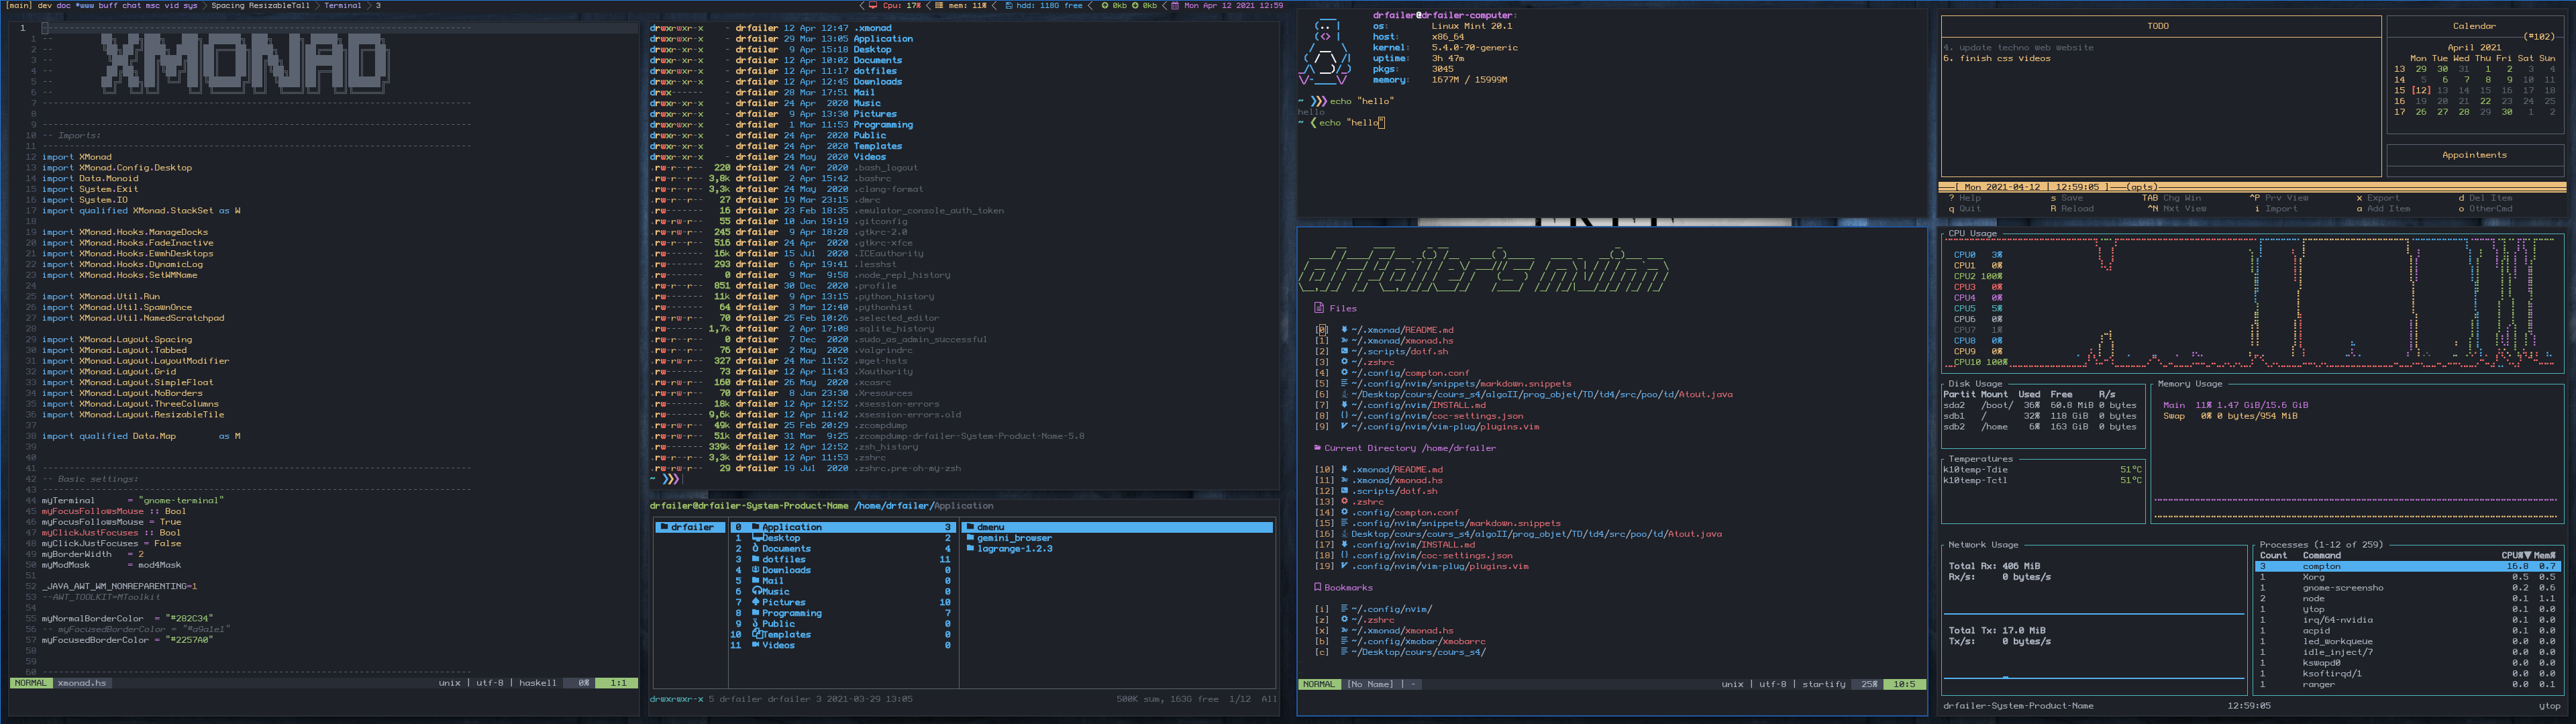 [main] dev doc *www buff chat msc vid sys
Spacing ResizableTall
Terminal
3
Cpu: 17%
mem: 11%
hdd: 118G free
0kb 0kb
Mon Apr 12 2021 12:59
1 --
1 --
2 --
3 --
4 --
5 --
6 --
XMONAD
7
8
9
10 -- Imports:
11
12 import XMonad
13 import XMonad.Config.Desktop
14 import Data.Monoid
15 import System.Exit
16 import System.IO
17 import qualified XMonad.StackSet as W
18
19 import XMonad.Hooks.ManageDocks
20 import XMonad.Hooks.FadeInactive
21 import XMonad.Hooks.EwmhDesktops
22 import XMonad.Hooks.DynamicLog
23 import XMonad.Hooks.SetWMName
24
25 import XMonad.Util.Run
26 import XMonad.Util.SpawnOnce
27 import XMonad.Util.NamedScratchpad
28
29 import XMonad.Layout.Spacing
30 import XMonad.Layout.Tabbed
31 import XMonad.Layout.LayoutModifier
32 import XMonad.Layout.Grid
33 import XMonad.Layout.SimpleFloat
34 import XMonad.Layout.NoBorders
35 import XMonad.Layout.ThreeColumns
36 import XMonad.Layout.ResizableTile
37
38 import qualified Data.Map as M
39
40
41
42 -- Basic settings:
43
44 myTerminal = "gnome-terminal"
45 myFocusFollowsMouse :: Bool
46 myFocusFollowsMouse = True
47 myClickJustFocuses :: Bool
48 myClickJustFocuses = False
49 myBorderWidth = 2
50 myModMask = mod4Mask
51
52 _JAVA_AWT_WM_NONREPARENTING=1
53 --AWT_TOOLKIT=MToolkit
54
55 myNormalBorderColor = "#282C34"
56 -- myFocusedBorderColor = "#a9a1e1"
57 myFocusedBorderColor = "#2257A0"
58
59
60
NORMAL xmonad.hs unix | utf-8 | haskell 0% 1:1
drwxrwxr-x - drfailer 12 Apr 12:47 .xmonad
drwxr-xr-x - drfailer 29 Mar 13:05 Application
drwxr-xr-x - drfailer 9 Apr 15:18 Desktop
drwxr-xr-x - drfailer 12 Apr 10:02 Documents
drwxrwxr-x - drfailer 12 Apr 11:17 dotfiles
drwxr-xr-x - drfailer 12 Apr 12:45 Downloads
drwx------ - drfailer 28 Mar 17:51 Mail
drwxr-xr-x - drfailer 24 Apr 2020 Music
drwxr-xr-x - drfailer 9 Apr 13:30 Pictures
drwxrwxr-x - drfailer 1 Mar 11:53 Programming
drwxr-xr-x - drfailer 24 Apr 2020 Public
drwxr-xr-x - drfailer 24 Apr 2020 Templates
drwxr-xr-x - drfailer 24 May 2020 Videos
.rw-r--r-- 220 drfailer 24 Apr 2020 .bash_logout
.rw-r--r-- 3,8k drfailer 2 Apr 15:42 .bashrc
.rw-r--r-- 3,3k drfailer 24 May 2020 .clang-format
.rw-r--r-- 27 drfailer 19 Mar 23:15 .dmrc
.rw------- 16 drfailer 23 Feb 18:35 .emulator_console_auth_token
.rw-rw-r-- 55 drfailer 10 Jan 19:19 .gitconfig
.rw-rw-r-- 245 drfailer 9 Apr 18:28 .gtkrc-2.0
.rw-rw-r-- 516 drfailer 24 Apr 2020 .gtkrc-xfce
.rw------- 16k drfailer 15 Jul 2020 .ICEauthority
.rw------- 293 drfailer 6 Apr 19:41 .lesshst
.rw------- 0 drfailer 9 Mar 9:58 .node_repl_history
.rw-r--r-- 851 drfailer 30 Dec 2020 .profile
.rw------- 11k drfailer 9 Apr 13:15 .python_history
.rw------- 64 drfailer 3 Mar 12:40 .pythonhist
.rw-rw-r-- 70 drfailer 25 Feb 10:26 .selected_editor
.rw------- 1,7k drfailer 2 Apr 17:08 .sqlite_history
.rw-r--r-- 0 drfailer 7 Dec 2020 .sudo_as_admin_successful
.rw-rw-r-- 76 drfailer 2 May 2020 .valgrindrc
.rw-rw-r-- 327 drfailer 24 Mar 11:52 .wget-hsts
.rw------- 73 drfailer 12 Apr 11:43 .Xauthority
.rw-rw-r-- 160 drfailer 26 May 2020 .xcasrc
.rw-rw-r-- 70 drfailer 8 Jan 23:30 .Xresources
.rw------- 18k drfailer 12 Apr 12:52 .xsession-errors
.rw------- 9,6k drfailer 12 Apr 11:42 .xsession-errors.old
.rw-rw-r-- 49k drfailer 25 Feb 20:29 .zcompdump
.rw-rw-r-- 51k drfailer 31 Mar 9:25 .zcompdump-drfailer-System-Product-Name-5.8
.rw------- 339k drfailer 12 Apr 12:52 .zsh_history
.rw-r--r-- 3,3k drfailer 12 Apr 11:53 .zshrc
.rw-rw-r-- 29 drfailer 19 Jul 2020 .zshrc.pre-oh-my-zsh
~ ❯❯❯
drfailer@drfailer-System-Product-Name /home/drfailer/Application
drfailer 0 Application 3 dmenu
1 Desktop 2 gemini_browser
2 Documents 4 lagrange-1.2.3
3 dotfiles 11
4 Downloads 0
5 Mail 0
6 Music 0
7 Pictures 10
8 Programming 7
9 Public 0
10 Templates 0
11 Videos 0
drwxrwxr-x 5 drfailer drfailer 3 2021-03-29 13:05 500K sum, 163G free 1/12 All
drfailer@drfailer-computer:
os: Linux Mint 20.1
host: x86_64
kernel: 5.4.0-70-generic
uptime: 3h 47m
pkgs: 3045
memory: 1677M / 15999M
~ ❯❯❯ echo "hello"
hello
~ ❮ echo "hello"
Files
[0] ~/.xmonad/README.md
[1] ~/.xmonad/xmonad.hs
[2] ~/.scripts/dotf.sh
[3] ~/.zshrc
[4] ~/.config/compton.conf
[5] ~/.config/nvim/snippets/markdown.snippets
[6] ~/Desktop/cours/cours_s4/algoII/prog_objet/TD/td4/src/poo/td/Atout.java
[7] ~/.config/nvim/INSTALL.md
[8] ~/.config/nvim/coc-settings.json
[9] ~/.config/nvim/vim-plug/plugins.vim
Current Directory /home/drfailer
[10] .xmonad/README.md
[11] .xmonad/xmonad.hs
[12] .scripts/dotf.sh
[13] .zshrc
[14] .config/compton.conf
[15] .config/nvim/snippets/markdown.snippets
[16] Desktop/cours/cours_s4/algoII/prog_objet/TD/td4/src/poo/td/Atout.java
[17] .config/nvim/INSTALL.md
[18] .config/nvim/coc-settings.json
[19] .config/nvim/vim-plug/plugins.vim
Bookmarks
[i] ~/.config/nvim/
[z] ~/.zshrc
[x] ~/.xmonad/xmonad.hs
[b] ~/.config/xmobar/xmobarrc
[c] ~/Desktop/cours/cours_s4/
NORMAL [No Name] | - unix | utf-8 | startify 25% 10:5
TODO
4. update techno web website
6. finish css videos
Calendar
(#102)
April 2021
Mon Tue Wed Thu Fri Sat Sun
13 29 30 31 1 2 3 4
14 5 6 7 8 9 10 11
15 [12] 13 14 15 16 17 18
16 19 20 21 22 23 24 25
17 26 27 28 29 30 1 2
Appointments
[ Mon 2021-04-12 | 12:59:05 ] (apts)
? Help s Save TAB Chg Win ^P Prv View x Export d Del Item
q Quit R Reload ^N Nxt View i Import a Add Item o OtherCmd
CPU Usage
CPU0 3%
CPU1 0%
CPU2 100%
CPU3 0%
CPU4 0%
CPU5 5%
CPU6 0%
CPU7 1%
CPU8 0%
CPU9 0%
CPU10 100%
Disk Usage
Partit Mount Used Free R/s
sda2 /boot/ 36% 60.8 MiB 0 bytes
sdb1 / 32% 118 GiB 0 bytes
sdb2 /home 6% 163 GiB 0 bytes
Memory Usage
Main 11% 1.47 GiB/15.6 GiB
Swap 0% 0 bytes/954 MiB
Temperatures
k10temp-Tdie 51°C
k10temp-Tctl 51°C
Network Usage
Total Rx: 406 MiB
Rx/s: 0 bytes/s
Total Tx: 17.0 MiB
Tx/s: 0 bytes/s
Processes (1-12 of 259)
Count Command CPU%▼ Mem%
3 compton 16.8 0.7
1 Xorg 0.5 0.5
1 gnome-screensho 0.2 0.6
2 node 0.1 1.1
1 ytop 0.1 0.0
1 irq/64-nvidia 0.1 0.0
1 acpid 0.1 0.0
1 led_workqueue 0.0 0.0
1 idle_inject/7 0.0 0.0
1 kswapd0 0.0 0.0
1 ksoftirqd/1 0.0 0.0
1 ranger 0.0 0.1
drfailer-System-Product-Name 12:59:05 ytop